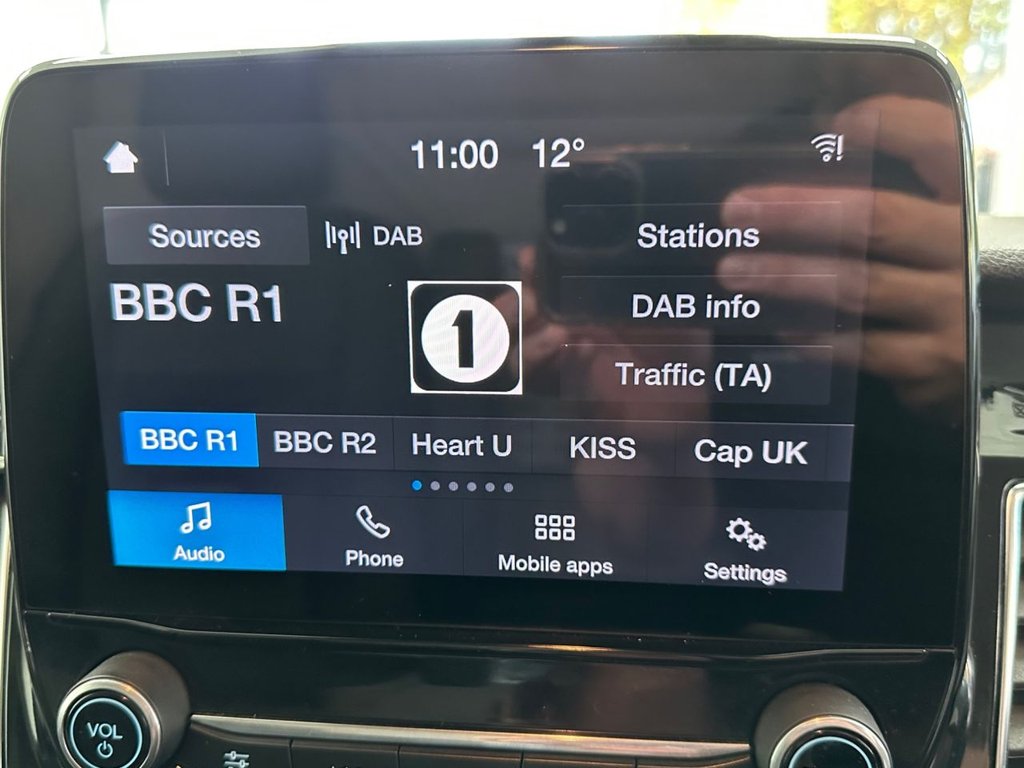 11:00 12°
Sources DAB Stations
BBC R1
1
DAB info
Traffic (TA)
BBC R1 BBC R2 Heart U KISS Cap UK
Audio Phone Mobile apps Settings
VOL